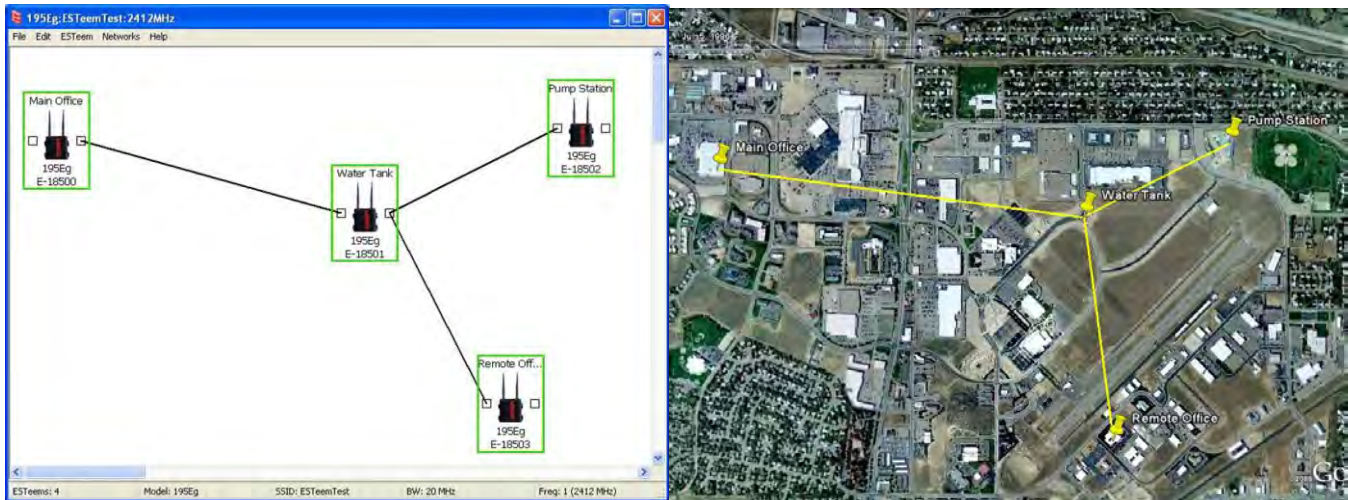 195Eg:ESTeemTest:2412MHz
File Edit ESTeem Networks Help
Main Office
195Eg
E-18500
Pump Station
195Eg
E-18502
Water Tank
195Eg
E-18501
Remote Off...
195Eg
E-18503
ESTeems: 4 Model: 195Eg SSID: ESTeemTest BW: 20 MHz Freq: 1 (2412 MHz)
Main Office
Pump Station
Water Tank
Remote Office